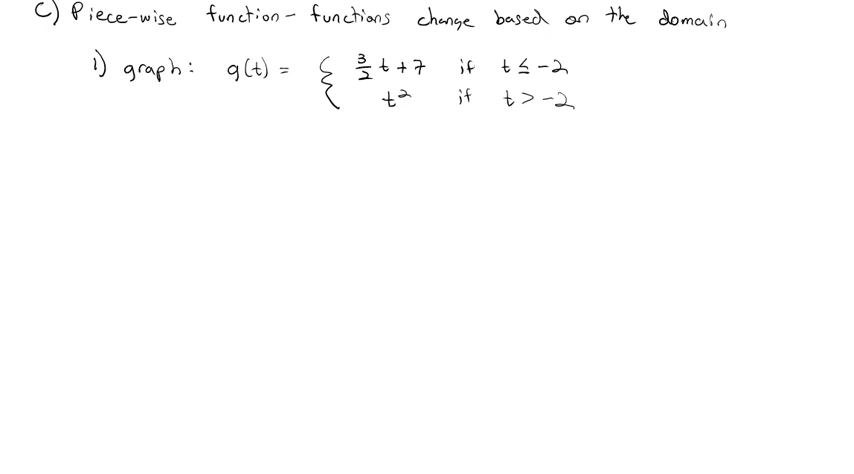 C) Piece-wise function - functions change based on the domain
1) graph: g(t) = { 3/2 t + 7 if t ≤ -2
t² if t > -2